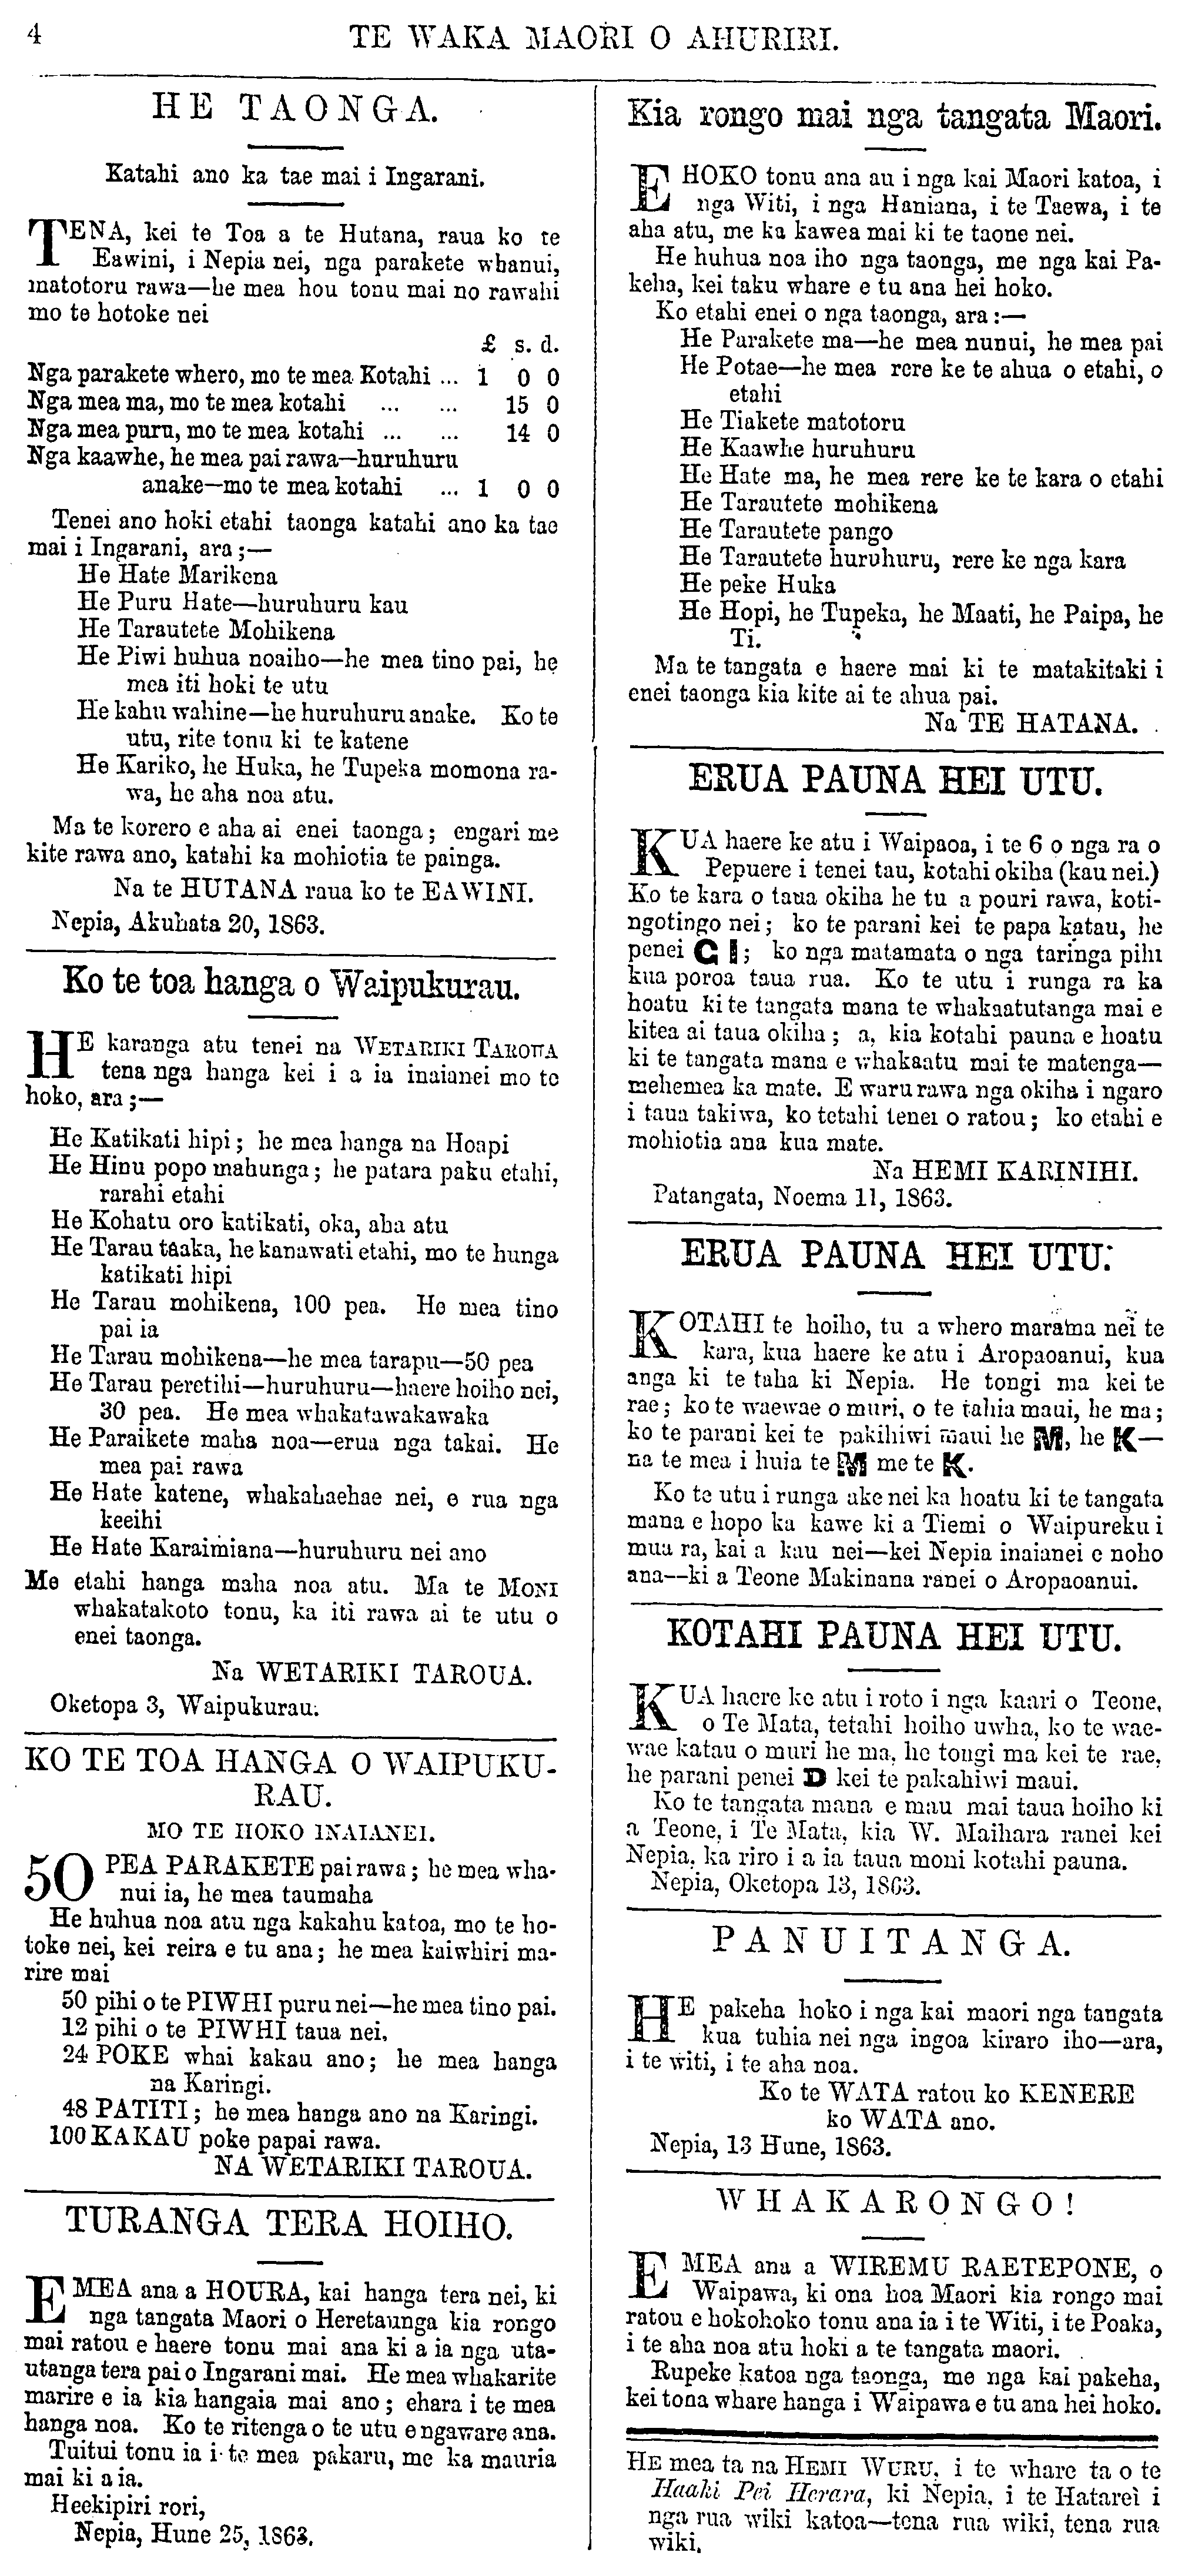 4
TE WAKA MAORI O AHURIRI.
HE TAONGA.
Katahi ano ka tae mai i Ingarani.
TENA, kei te Toa a te Hutana, raua ko te
Eawini, i Nepia nei, nga parakete whanui,
matotoru rawa—he mea hou tonu mai no rawahi
mo te hotoke nei
£ s. d.
Nga parakete whero, mo te mea Kotahi ... 1 0 0
Nga mea ma, mo te mea kotahi ... ... 15 0
Nga mea puru, mo te mea kotahi ... ... 14 0
Nga kaawhe, he mea pai rawa—huruhuru
anake—mo te mea kotahi ... 1 0 0
Tenei ano hoki etahi taonga katahi ano ka tae
mai i Ingarani, ara ;—
He Hate Marikena
He Puru Hate—huruhuru kau
He Tarautete Mohikena
He Piwi huhua noaiho—he mea tino pai, he
mea iti hoki te utu
He kahu wahine—he huruhuru anake. Ko te
utu, rite tonu ki te katene
He Kariko, he Huka, he Tupeka momona ra-
wa, he aha noa atu.
Ma te korero e aha ai enei taonga ; engari me
kite rawa ano, katahi ka mohiotia te painga.
Na te HUTANA raua ko te EAWINI.
Nepia, Akuhata 20, 1863.
Ko te toa hanga o Waipukurau.
HE karanga atu tenei na WETARIKI TAROUA
tena nga hanga kei i a ia inaianei mo te
hoko, ara ;—
He Katikati hipi ; he mea hanga na Hoapi
He Hinu popo mahunga ; he patara paku etahi,
rarahi etahi
He Kohatu oro katikati, oka, aha atu
He Tarau taaka, he kanawati etahi, mo te hunga
katikati hipi
He Tarau mohikena, 100 pea. He mea tino
pai ia
He Tarau mohikena—he mea tarapu—50 pea
He Tarau peretihi—huruhuru—haere hoiho nei,
30 pea. He mea whakatawakawaka
He Paraikete maha noa—erua nga takai. He
mea pai rawa
He Hate katene, whakahaehae nei, e rua nga
keeihi
He Hate Karaimiana—huruhuru nei ano
Me etahi hanga maha noa atu. Ma te MONI
whakatakoto tonu, ka iti rawa ai te utu o
enei taonga.
Na WETARIKI TAROUA.
Oketopa 3, Waipukurau.
KO TE TOA HANGA O WAIPUKU-
RAU.
MO TE HOKO INAIANEI.
50 PEA PARAKETE pai rawa ; he mea wha-
nui ia, he mea taumaha
He huhua noa atu nga kakahu katoa, mo te ho-
toke nei, kei reira e tu ana ; he mea kaiwhiri ma-
rire mai
50 pihi o te PIWHI puru nei—he mea tino pai.
12 pihi o te PIWHI taua nei.
24 POKE whai kakau ano ; he mea hanga
na Karingi.
48 PATITI ; he mea hanga ano na Karingi.
100 KAKAU poke papai rawa.
NA WETARIKI TAROUA.
TURANGA TERA HOIHO.
E MEA ana a HOURA, kai hanga tera nei, ki
nga tangata Maori o Heretaunga kia rongo
mai ratou e haere tonu mai ana ki a ia nga uta-
utanga tera pai o Ingarani mai. He mea whakarite
marire e ia kia hangaia mai ano ; ehara i te mea
hanga noa. Ko te ritenga o te utu e ngaware ana.
Tuitui tonu ia i te mea pakaru, me ka mauria
mai ki a ia.
Heekipiri rori,
Nepia, Hune 25, 1863.
Kia rongo mai nga tangata Maori.
E HOKO tonu ana au i nga kai Maori katoa, i
nga Witi, i nga Haniana, i te Taewa, i te
aha atu, me ka kawea mai ki te taone nei.
He huhua noa iho nga taonga, me nga kai Pa-
keha, kei taku whare e tu ana hei hoko.
Ko etahi enei o nga taonga, ara :—
He Parakete ma—he mea nunui, he mea pai
He Potae—he mea rere ke te ahua o etahi, o
etahi
He Tiakete matotoru
He Kaawhe huruhuru
He Hate ma, he mea rere ke te kara o etahi
He Tarautete mohikena
He Tarautete pango
He Tarautete huruhuru, rere ke nga kara
He peke Huka
He Hopi, he Tupeka, he Maati, he Paipa, he
Ti.
Ma te tangata e haere mai ki te matakitaki i
enei taonga kia kite ai te ahua pai.
Na TE HATANA.
ERUA PAUNA HEI UTU.
KUA haere ke atu i Waipaoa, i te 6 o nga ra o
Pepuere i tenei tau, kotahi okiha (kau nei.)
Ko te kara o taua okiha he tu a pouri rawa, koti-
ngotingo nei ; ko te parani kei te papa katau, he
penei C I ; ko nga matamata o nga taringa pihi
kua poroa taua rua. Ko te utu i runga ra ka
hoatu ki te tangata mana te whakaatutanga mai e
kitea ai taua okiha ; a, kia kotahi pauna e hoatu
ki te tangata mana e whakaatu mai te matenga—
mehemea ka mate. E waru rawa nga okiha i ngaro
i taua takiwa, ko tetahi tenei o ratou ; ko etahi e
mohiotia ana kua mate.
Na HEMI KARINIHI.
Patangata, Noema 11, 1863.
ERUA PAUNA HEI UTU.
KOTAHI te hoiho, tu a whero marama nei te
kara, kua haere ke atu i Aropaoanui, kua
anga ki te taha ki Nepia. He tongi ma kei te
rae ; ko te waewae o muri, o te tahia maui, he ma ;
ko te parani kei te pakihiwi maui he M, he K—
na te mea i huia te M me te K.
Ko te utu i runga ake nei ka hoatu ki te tangata
mana e hopo ka kawe ki a Tiemi o Waipureku i
mua ra, kai a kau nei—kei Nepia inaianei e noho
ana—ki a Teone Makinana ranei o Aropaoanui.
KOTAHI PAUNA HEI UTU.
KUA haere ke atu i roto i nga kaari o Teone,
o Te Mata, tetahi hoiho uwha, ko te wae-
wae katau o muri he ma, he tongi ma kei te rae,
he parani penei D kei te pakahiwi maui.
Ko te tangata mana e mau mai taua hoiho ki
a Teone, i Te Mata, kia W. Maihara ranei kei
Nepia, ka riro i a ia taua moni kotahi pauna.
Nepia, Oketopa 13, 1863.
PANUITANGA.
HE pakeha hoko i nga kai maori nga tangata
kua tuhia nei nga ingoa kiraro iho—ara,
i te witi, i te aha noa.
Ko te WATA ratou ko KENERE
ko WATA ano.
Nepia, 13 Hune, 1863.
WHAKARONGO !
E MEA ana a WIREMU RAETEPONE, o
Waipawa, ki ona hoa Maori kia rongo mai
ratou e hokohoko tonu ana ia i te Witi, i te Poaka,
i te aha noa atu hoki a te tangata maori.
Rupeke katoa nga taonga, me nga kai pakeha,
kei tona whare hanga i Waipawa e tu ana hei hoko.
HE mea ta na HEMI WURU, i te whare ta o te
Haaki Pei Herara, ki Nepia, i te Hatarei i
nga rua wiki katoa—tena rua wiki, tena rua
wiki.